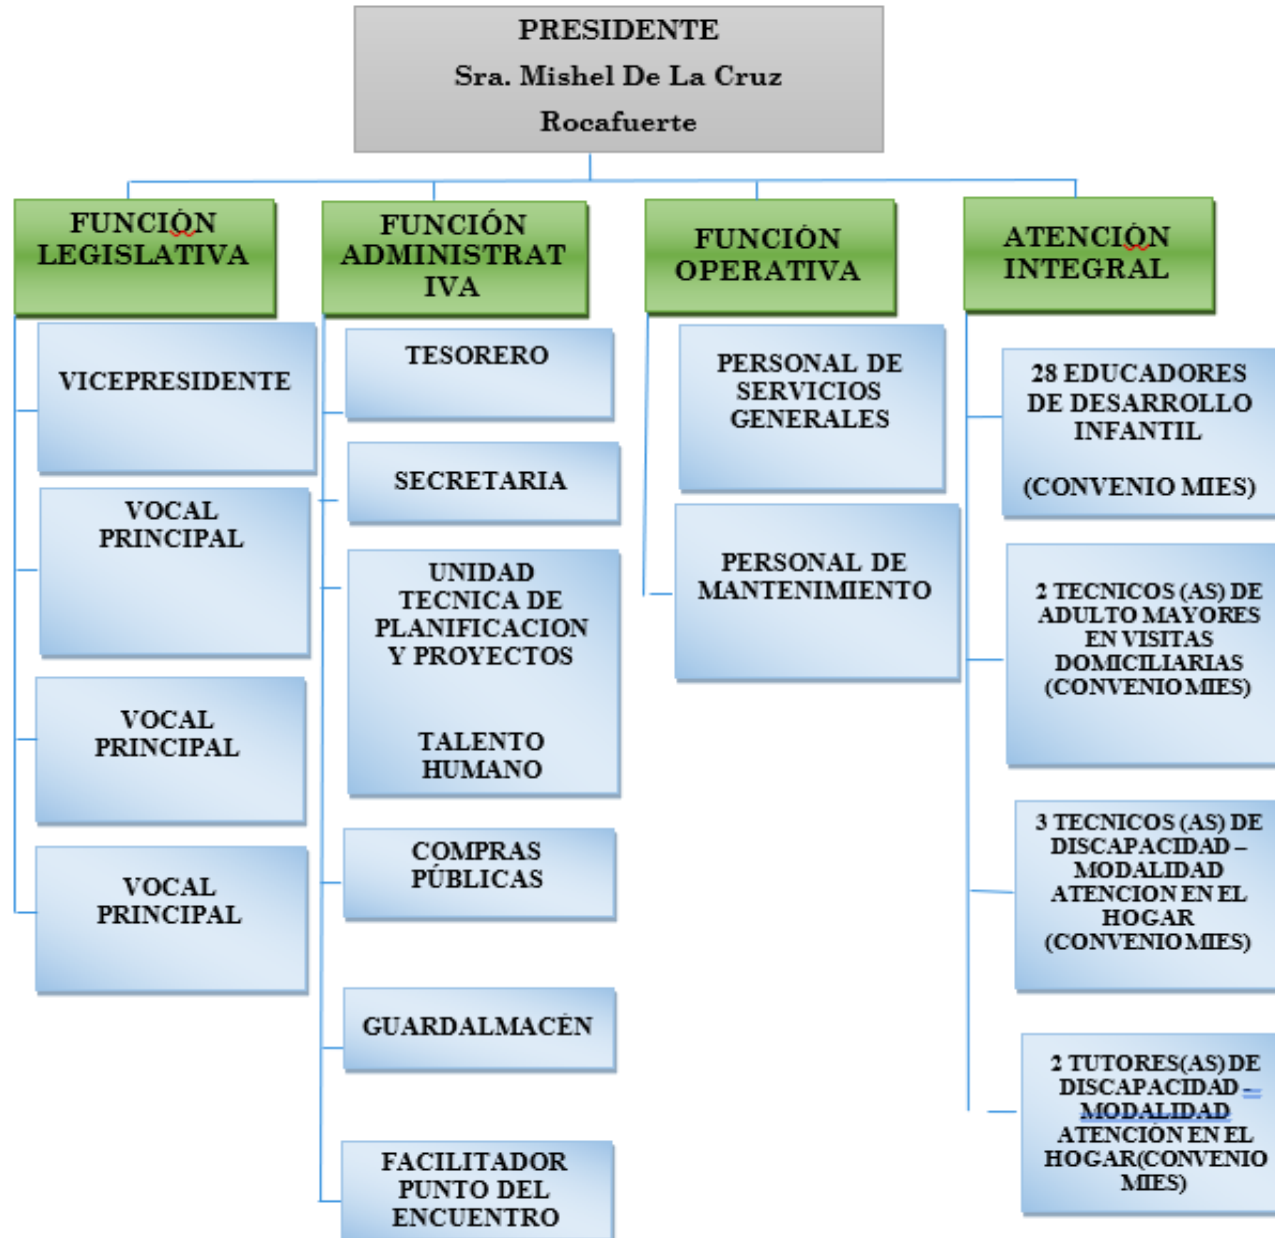 PRESIDENTE
Sra. Mishel De La Cruz
Rocafuerte
FUNCIÓN
LEGISLATIVA
VICEPRESIDENTE
VOCAL
PRINCIPAL
VOCAL
PRINCIPAL
VOCAL
PRINCIPAL
FUNCIÓN
ADMINISTRAT
IVA
TESORERO
SECRETARIA
UNIDAD
TECNICA DE
PLANIFICACION
Y PROYECTOS
TALENTO
HUMANO
COMPRAS
PÚBLICAS
GUARDALMACÉN
FACILITADOR
PUNTO DEL
ENCUENTRO
FUNCIÓN
OPERATIVA
PERSONAL DE
SERVICIOS
GENERALES
PERSONAL DE
MANTENIMIENTO
ATENCIÓN
INTEGRAL
28 EDUCADORES
DE DESARROLLO
INFANTIL
(CONVENIO MIES)
2 TECNICOS (AS) DE
ADULTO MAYORES
EN VISITAS
DOMICILIARIAS
(CONVENIO MIES)
3 TECNICOS (AS) DE
DISCAPACIDAD –
MODALIDAD
ATENCION EN EL
HOGAR
(CONVENIO MIES)
2 TUTORES(AS) DE
DISCAPACIDAD –
MODALIDAD
ATENCIÓN EN EL
HOGAR(CONVENIO
MIES)